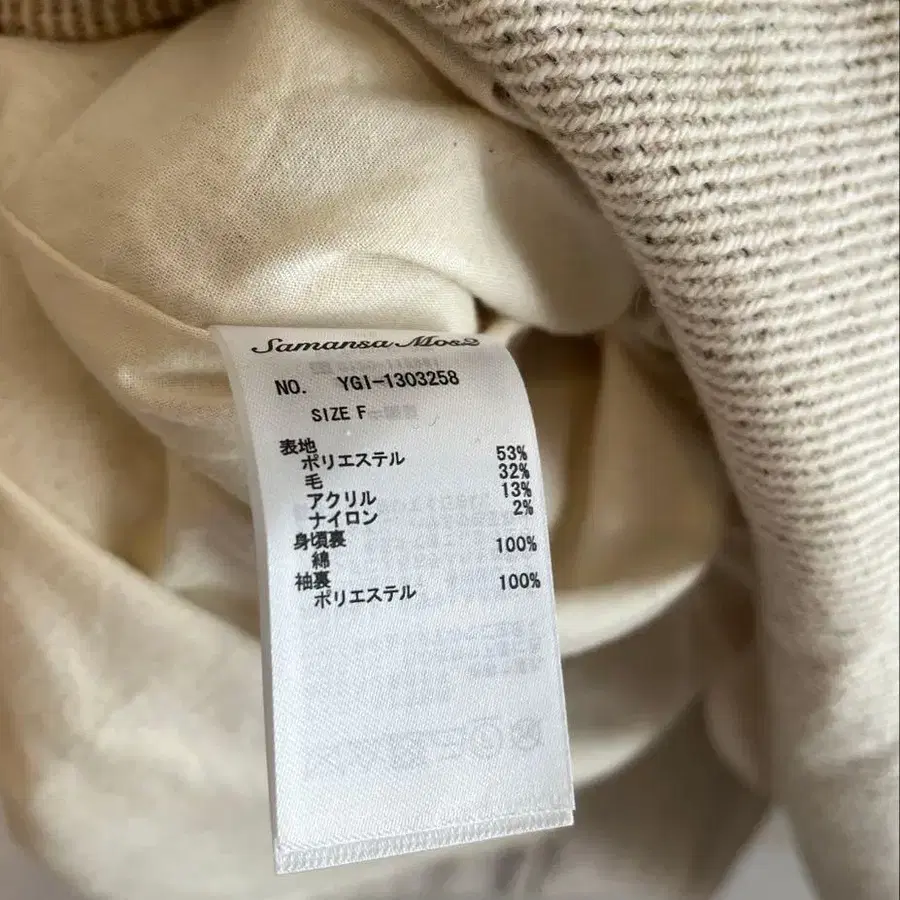 Samansa Mos2
NO. YGI-1303258
SIZE F
表地
ポリエステル 53%
毛 32%
アクリル 13%
ナイロン 2%
身頃裏
綿 100%
袖裏
ポリエステル 100%